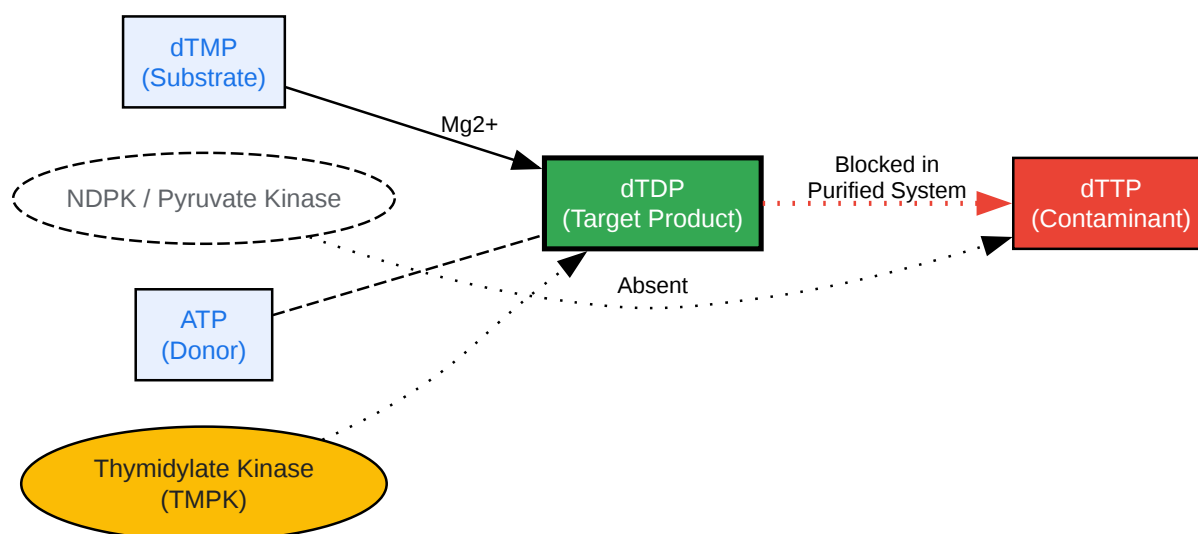 dTMP
(Substrate)
Mg2+
NDPK / Pyruvate Kinase
dTDP
(Target Product)
Blocked in
Purified System
dTTP
(Contaminant)
Absent
ATP
(Donor)
Thymidylate Kinase
(TMPK)